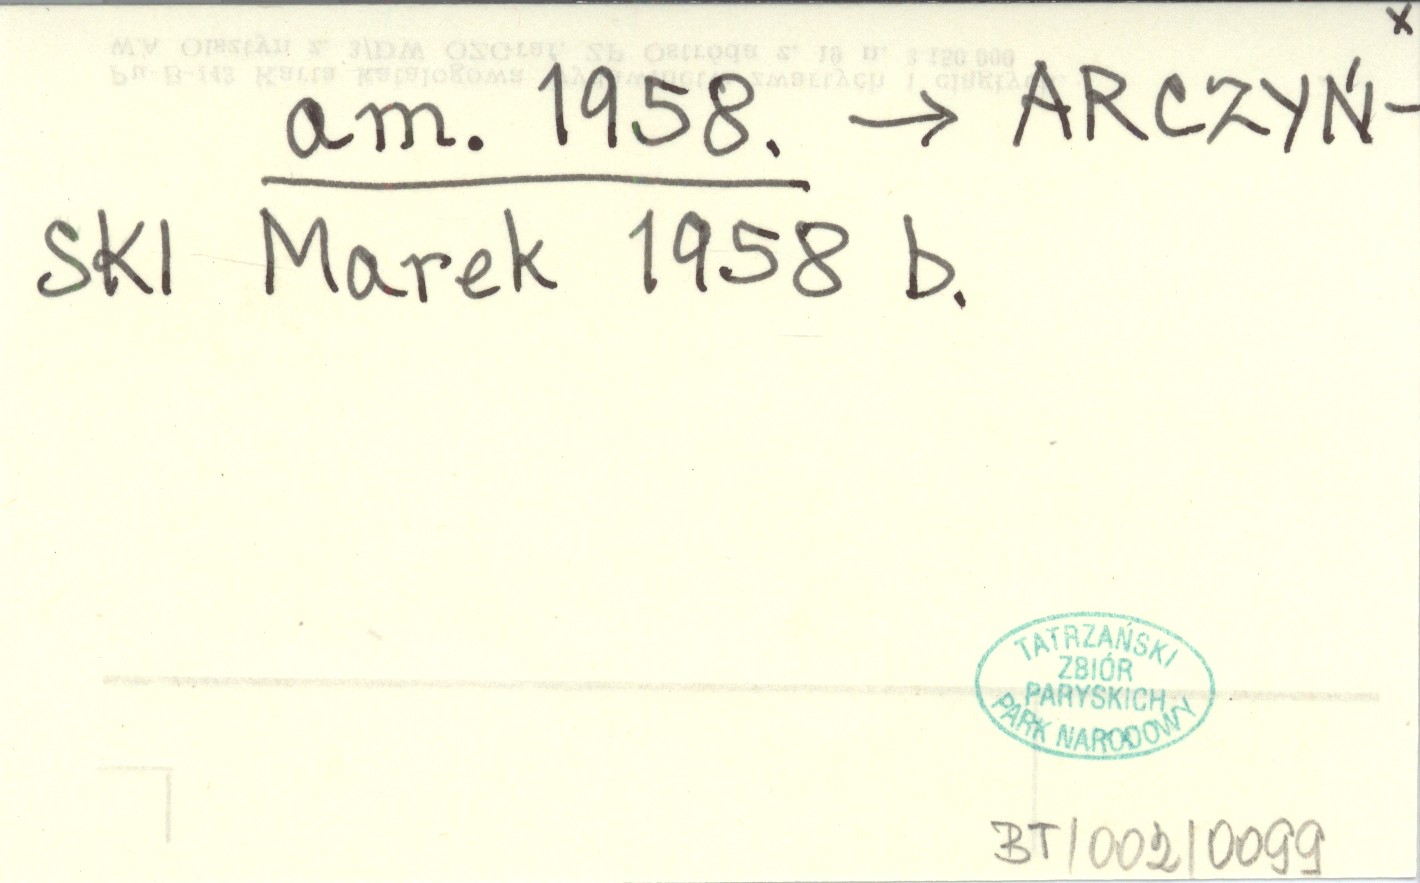 x
am. 1958. → ARCZYŃ-
SKI Marek 1958 b.
TATRZAŃSKI
ZBIÓR
PARYSKICH
PARK NARODOWY
BT/002/0099